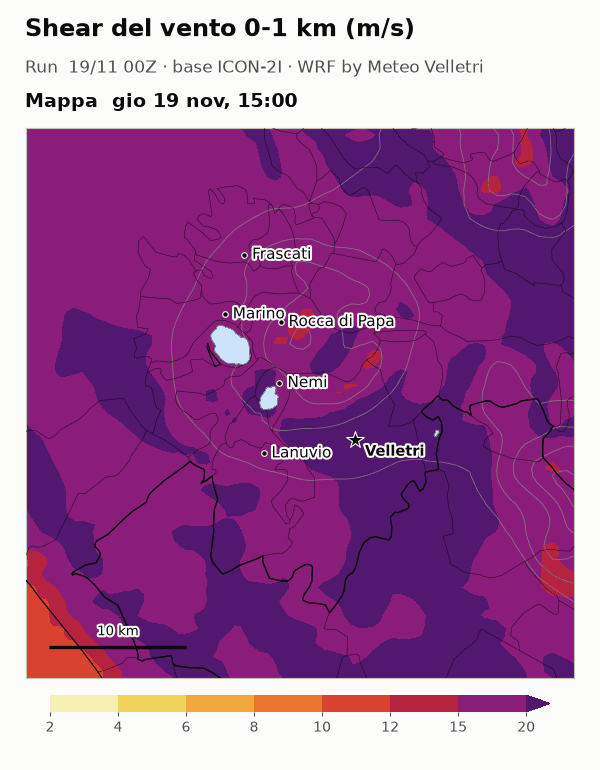 Shear del vento 0-1 km (m/s)
Run  19/11 00Z · base ICON-2I · WRF by Meteo Velletri
Mappa  gio 19 nov, 15:00
Frascati
Marino
Rocca di Papa
Nemi
Velletri
Lanuvio
10 km
2 4 6 8 10 12 15 20